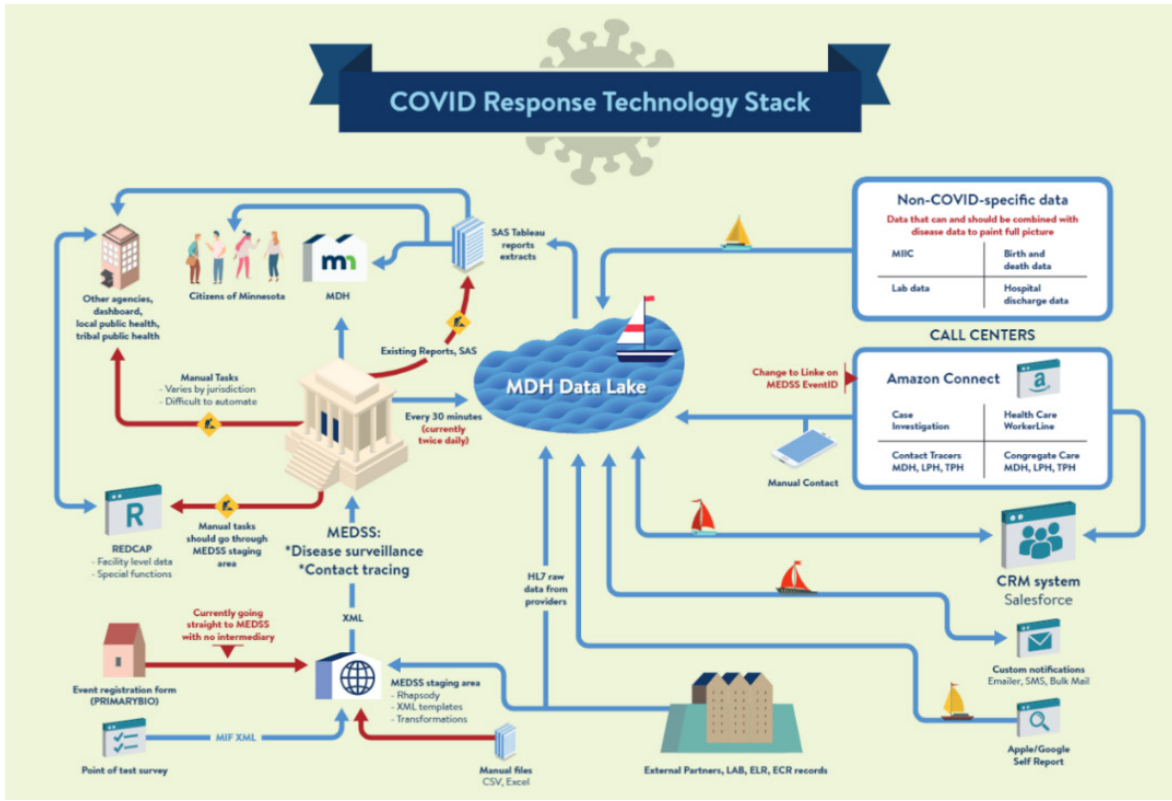 COVID Response Technology Stack
Non-COVID-specific data
Data that can and should be combined with
disease data to paint full picture
MIIC
Birth and
death data
Lab data
Hospital
discharge data
SAS Tableau
reports
extracts
mn
Citizens of Minnesota
MDH
Other agencies,
dashboard,
local public health,
tribal public health
Existing Reports, SAS
MDH Data Lake
CALL CENTERS
Change to Linke on
MEDSS EventID
Amazon Connect
a
Case
Investigation
Health Care
WorkerLine
Contact Tracers
MDH, LPH, TPH
Congregate Care
MDH, LPH, TPH
Manual Tasks
- Varies by jurisdiction
- Difficult to automate
Every 30 minutes
(currently
twice daily)
Manual Contact
R
REDCAP
- Facility level data
- Special functions
Manual tasks
should go through
MEDSS staging
area
MEDSS:
*Disease surveillance
*Contact tracing
HL7 raw
data from
providers
CRM system
Salesforce
XML
Currently going
straight to MEDSS
with no intermediary
Event registration form
(PRIMARYBIO)
MEDSS staging area
- Rhapsody
- XML templates
- Transformations
Custom notifications
Emailer, SMS, Bulk Mail
MIF XML
Point of test survey
Manual files
CSV, Excel
External Partners, LAB, ELR, ECR records
Apple/Google
Self Report